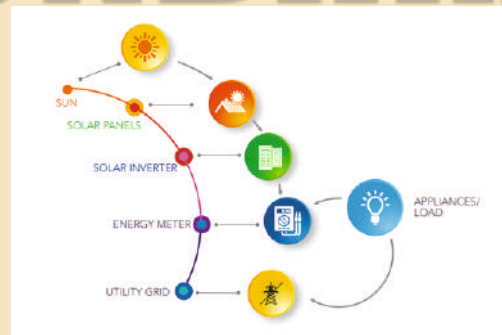 SUN
SOLAR PANELS
SOLAR INVERTER
ENERGY METER
APPLIANCES/
LOAD
UTILITY GRID